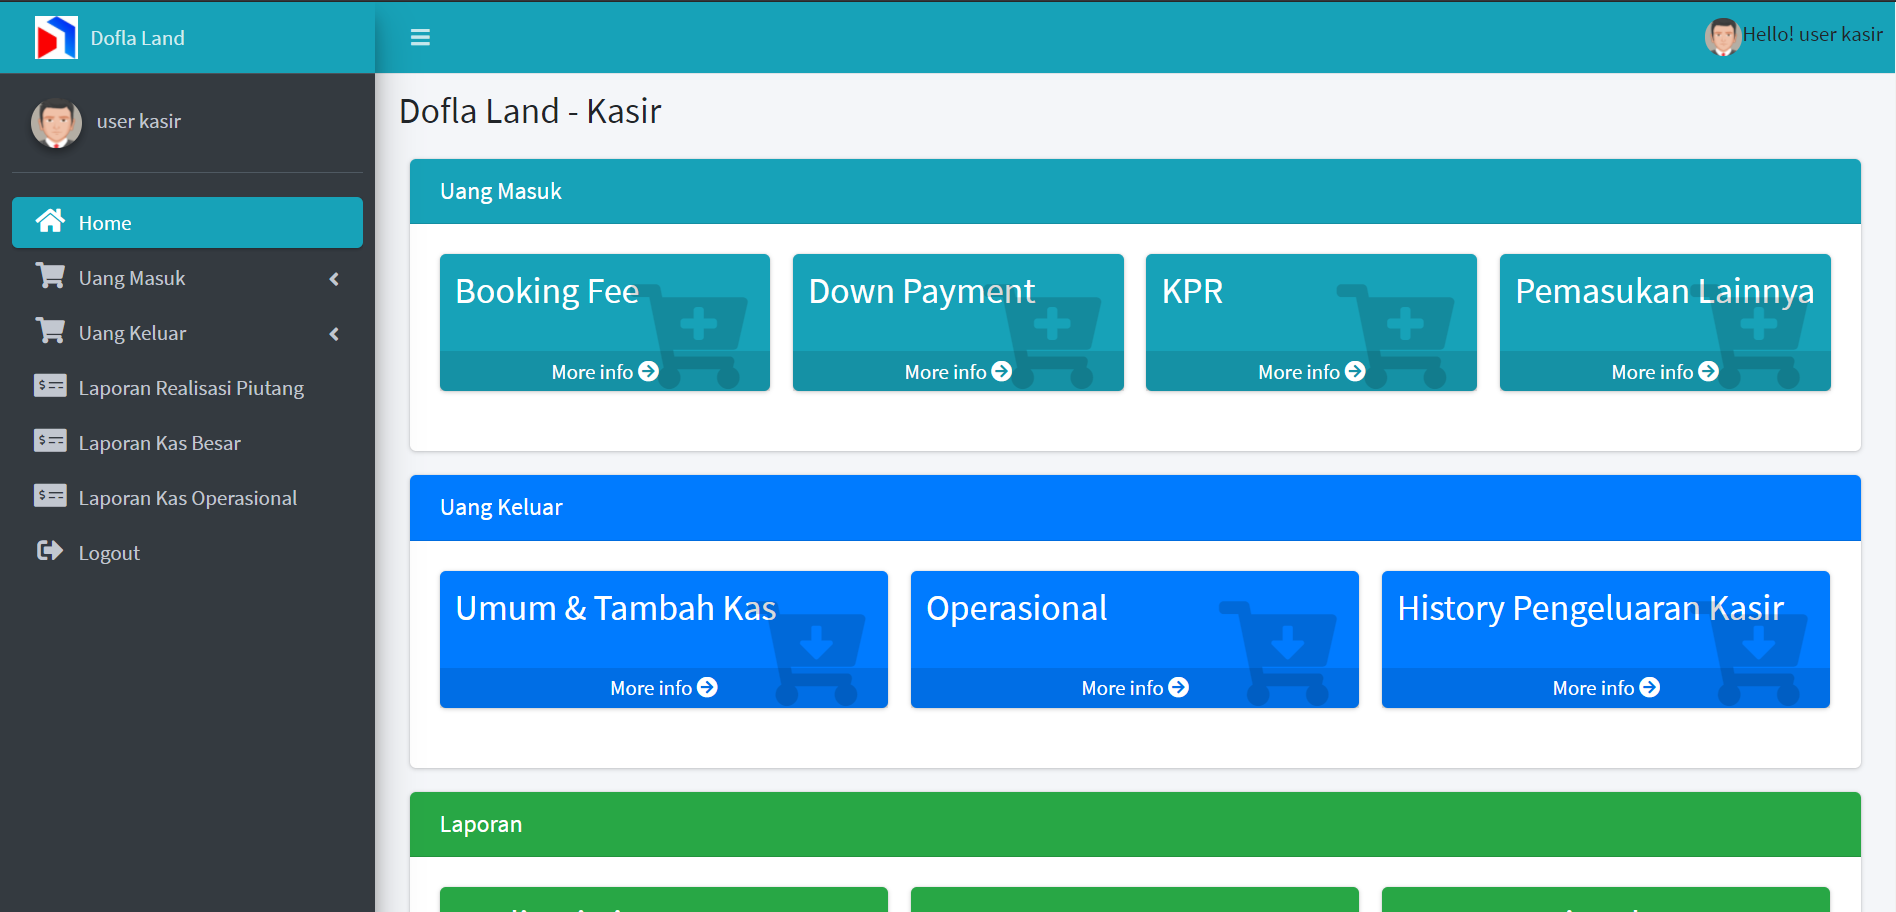 Dofla Land
Hello! user kasir
user kasir
Home
Uang Masuk
Uang Keluar
Laporan Realisasi Piutang
Laporan Kas Besar
Laporan Kas Operasional
Logout
Dofla Land - Kasir
Uang Masuk
Booking Fee
More info
Down Payment
More info
KPR
More info
Pemasukan Lainnya
More info
Uang Keluar
Umum & Tambah Kas
More info
Operasional
More info
History Pengeluaran Kasir
More info
Laporan